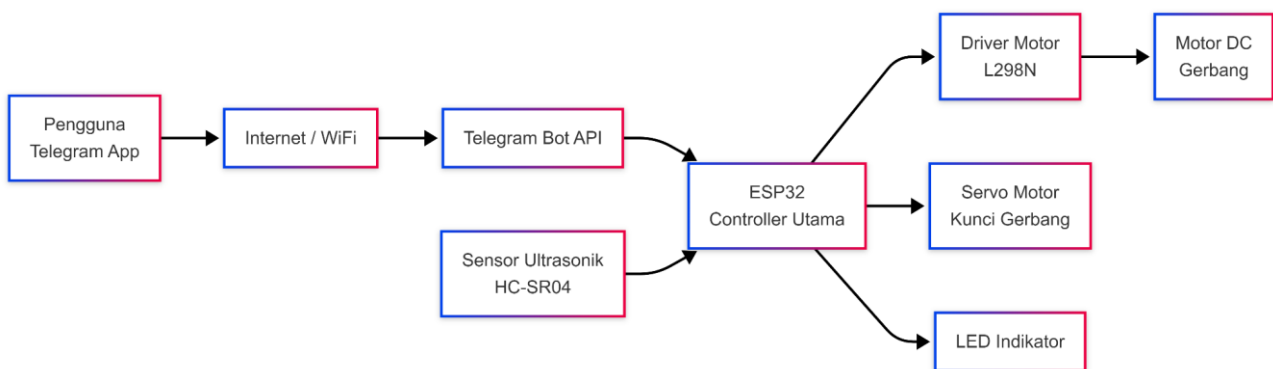 Pengguna
Telegram App
Internet / WiFi
Telegram Bot API
Sensor Ultrasonik
HC-SR04
ESP32
Controller Utama
Driver Motor
L298N
Motor DC
Gerbang
Servo Motor
Kunci Gerbang
LED Indikator